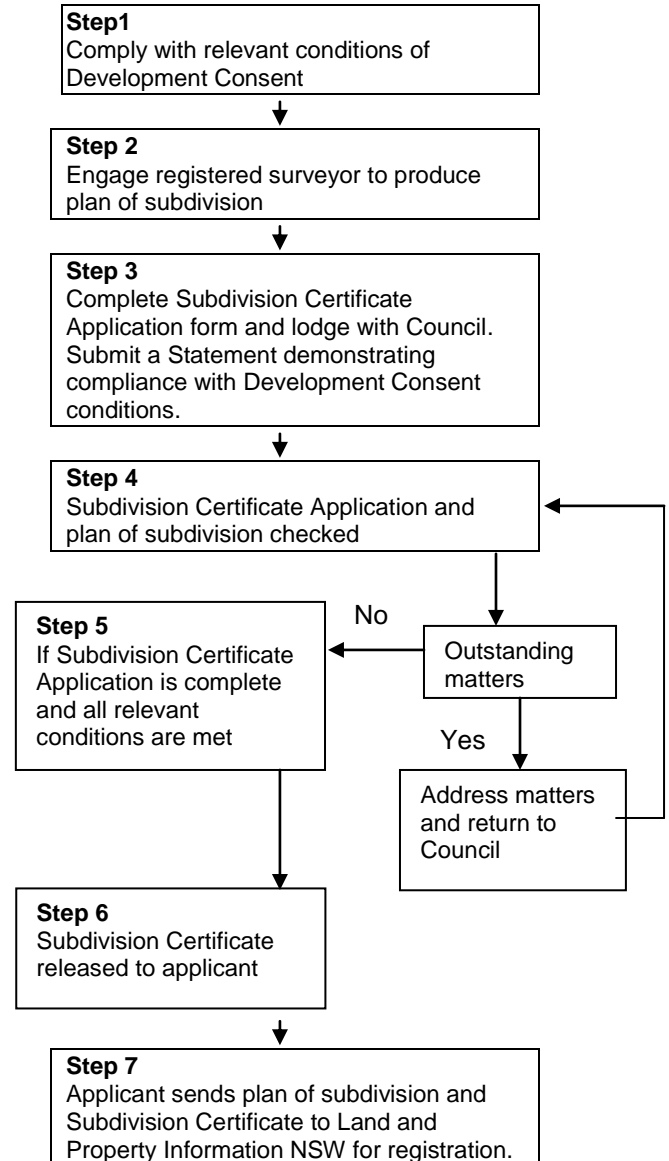 Step1
Comply with relevant conditions of
Development Consent
Step 2
Engage registered surveyor to produce
plan of subdivision
Step 3
Complete Subdivision Certificate
Application form and lodge with Council.
Submit a Statement demonstrating
compliance with Development Consent
conditions.
Step 4
Subdivision Certificate Application and
plan of subdivision checked
Outstanding
matters
No
Step 5
If Subdivision Certificate
Application is complete
and all relevant
conditions are met
Yes
Address matters
and return to
Council
Step 6
Subdivision Certificate
released to applicant
Step 7
Applicant sends plan of subdivision and
Subdivision Certificate to Land and
Property Information NSW for registration.